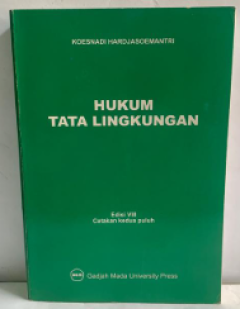 KOESNADI HARDJASOEMANTRI
HUKUM
TATA LINGKUNGAN
Edisi VIII
Cetakan kedua puluh
Gadjah Mada University Press